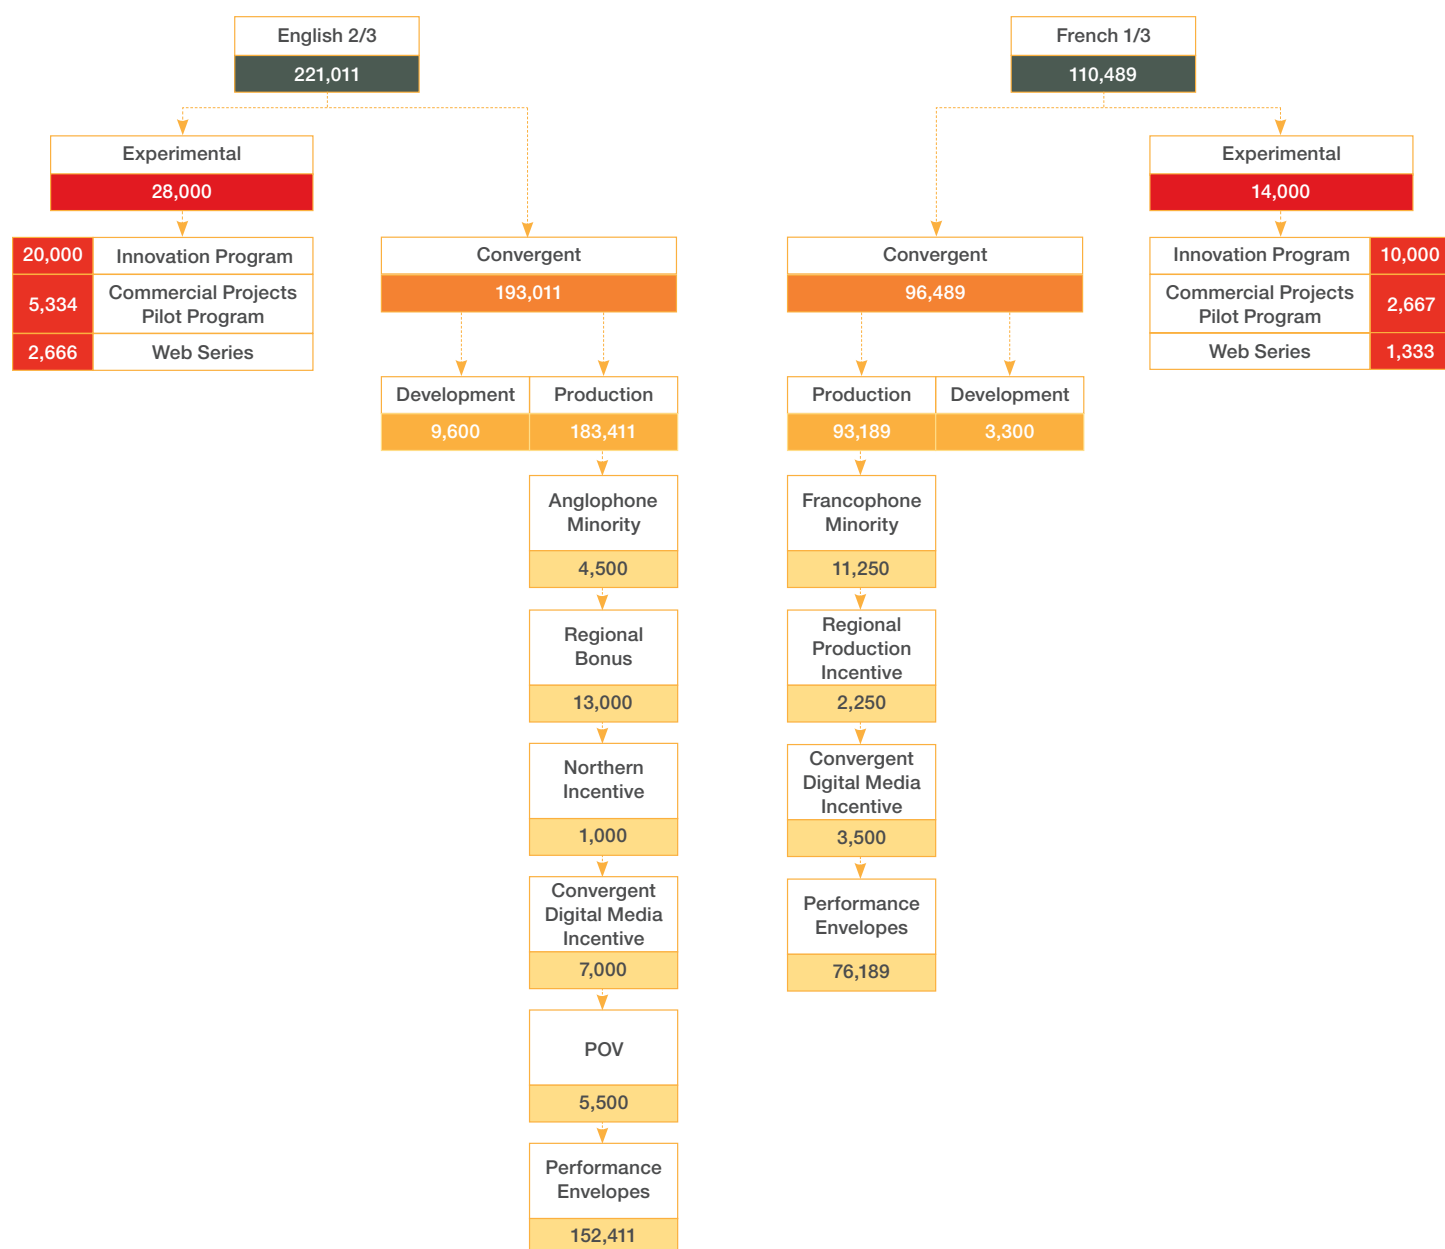 English 2/3
221,011
French 1/3
110,489
Experimental
28,000
Experimental
14,000
20,000 Innovation Program
5,334 Commercial Projects
Pilot Program
2,666 Web Series
Convergent
193,011
Convergent
96,489
Innovation Program 10,000
Commercial Projects
Pilot Program 2,667
Web Series 1,333
Development Production
9,600 183,411
Production Development
93,189 3,300
Anglophone
Minority
4,500
Regional
Bonus
13,000
Northern
Incentive
1,000
Convergent
Digital Media
Incentive
7,000
POV
5,500
Performance
Envelopes
152,411
Francophone
Minority
11,250
Regional
Production
Incentive
2,250
Convergent
Digital Media
Incentive
3,500
Performance
Envelopes
76,189